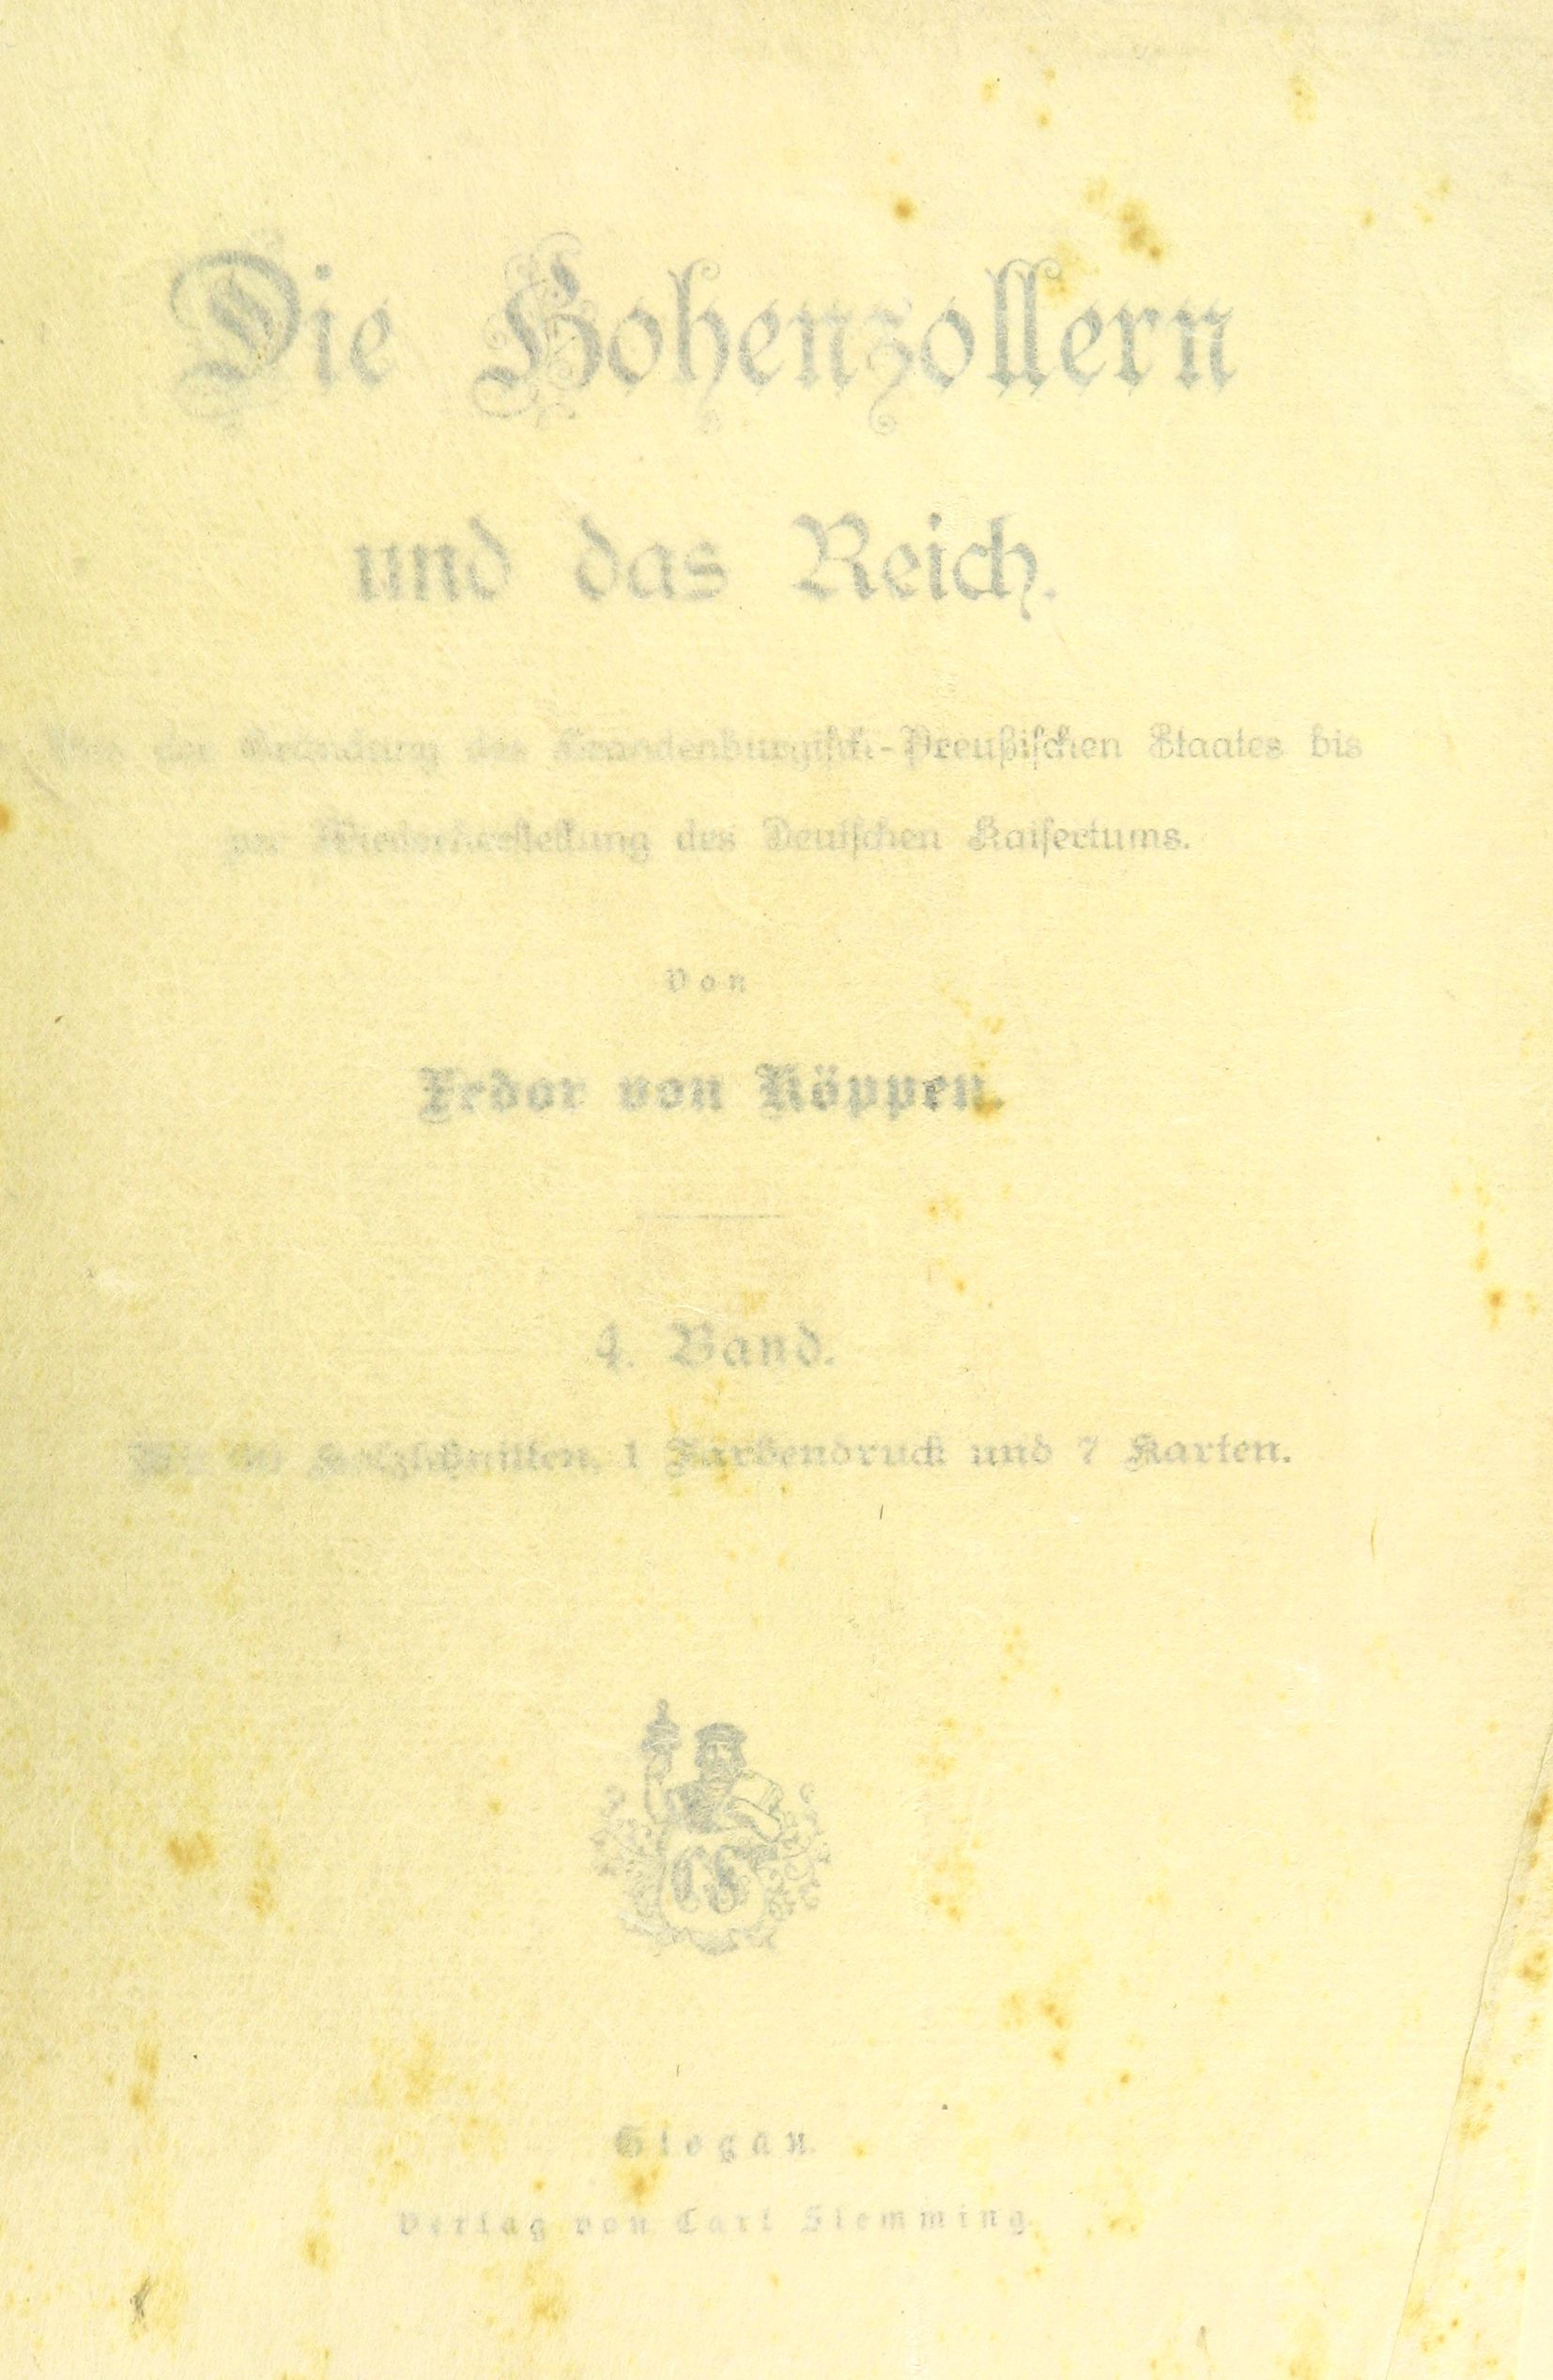 Die Hohenzollern
und das Reich.
Von der Gründung des Brandenburgisch-Preußischen Staates bis
zur Wiederherstellung des Deutschen Kaisertums.
Von
Fedor von Köppen.
4. Band.
Holzschnitten, 1 Farbendruck und 7 Karten.
CF
Glogau.
Verlag von Carl Flemming.